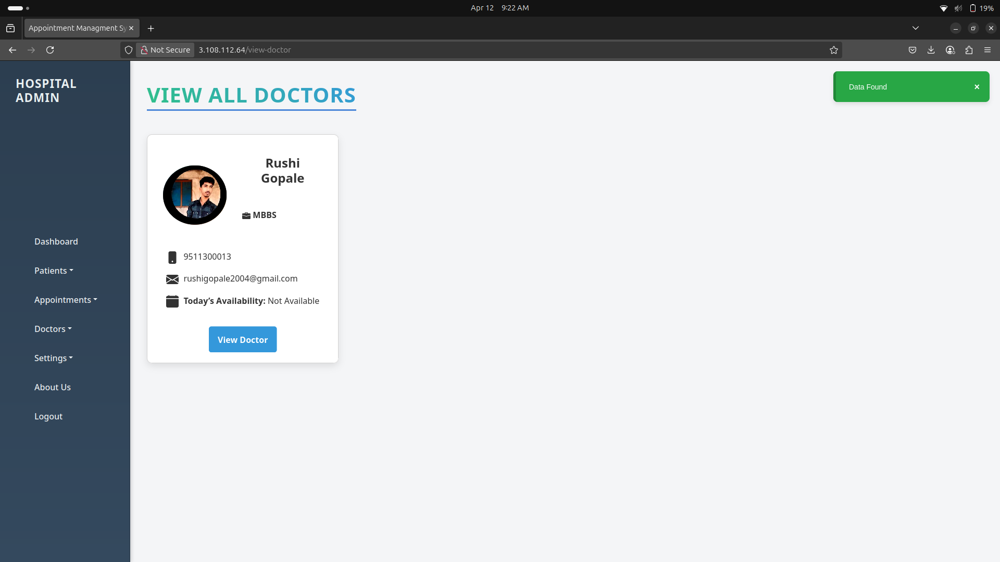 Apr 12 9:22 AM
19%
Appointment Managment Sy
Not Secure 3.108.112.64/view-doctor
HOSPITAL
ADMIN
Dashboard
Patients
Appointments
Doctors
Settings
About Us
Logout
VIEW ALL DOCTORS
Data Found
Rushi
Gopale
MBBS
9511300013
rushigopale2004@gmail.com
Today’s Availability: Not Available
View Doctor